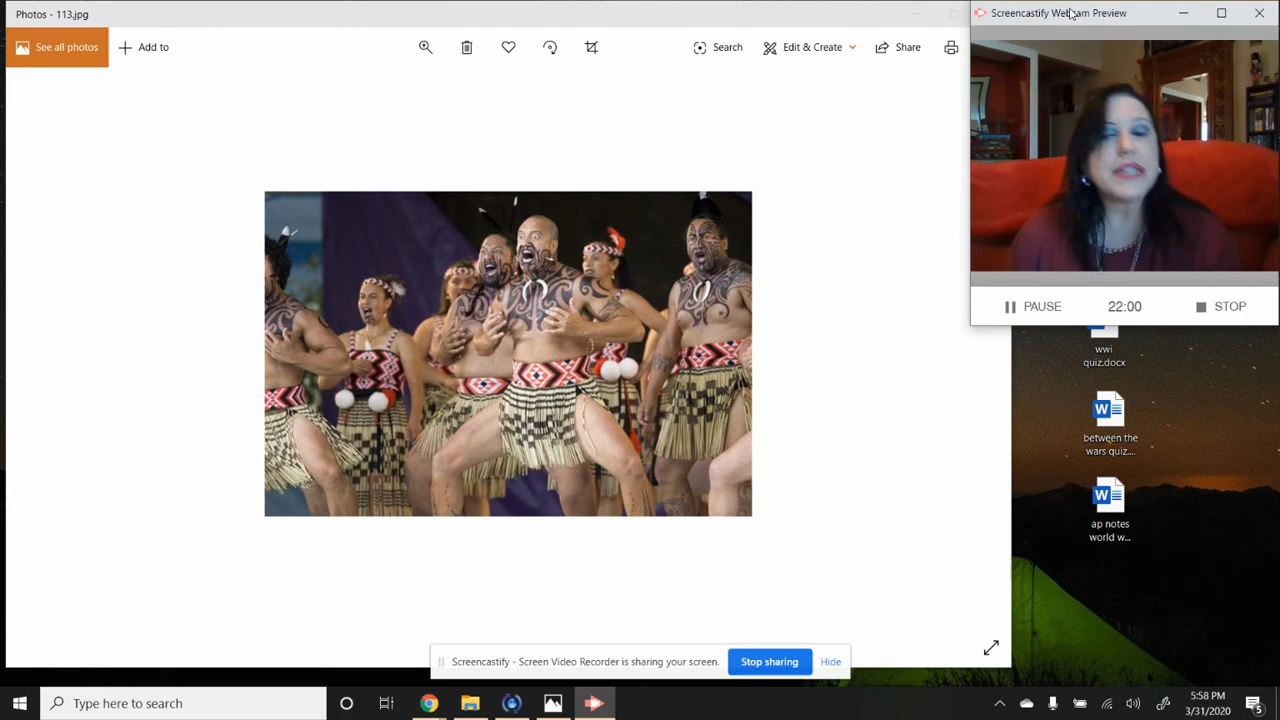 Photos - 113.jpg
See all photos
Add to
Search
Edit & Create
Share
Screencastify Webcam Preview
PAUSE
22:00
STOP
wwi
quiz.docx
between the
wars quiz....
ap notes
world w...
Screencastify - Screen Video Recorder is sharing your screen.
Stop sharing
Hide
Type here to search
5:58 PM
3/31/2020
5